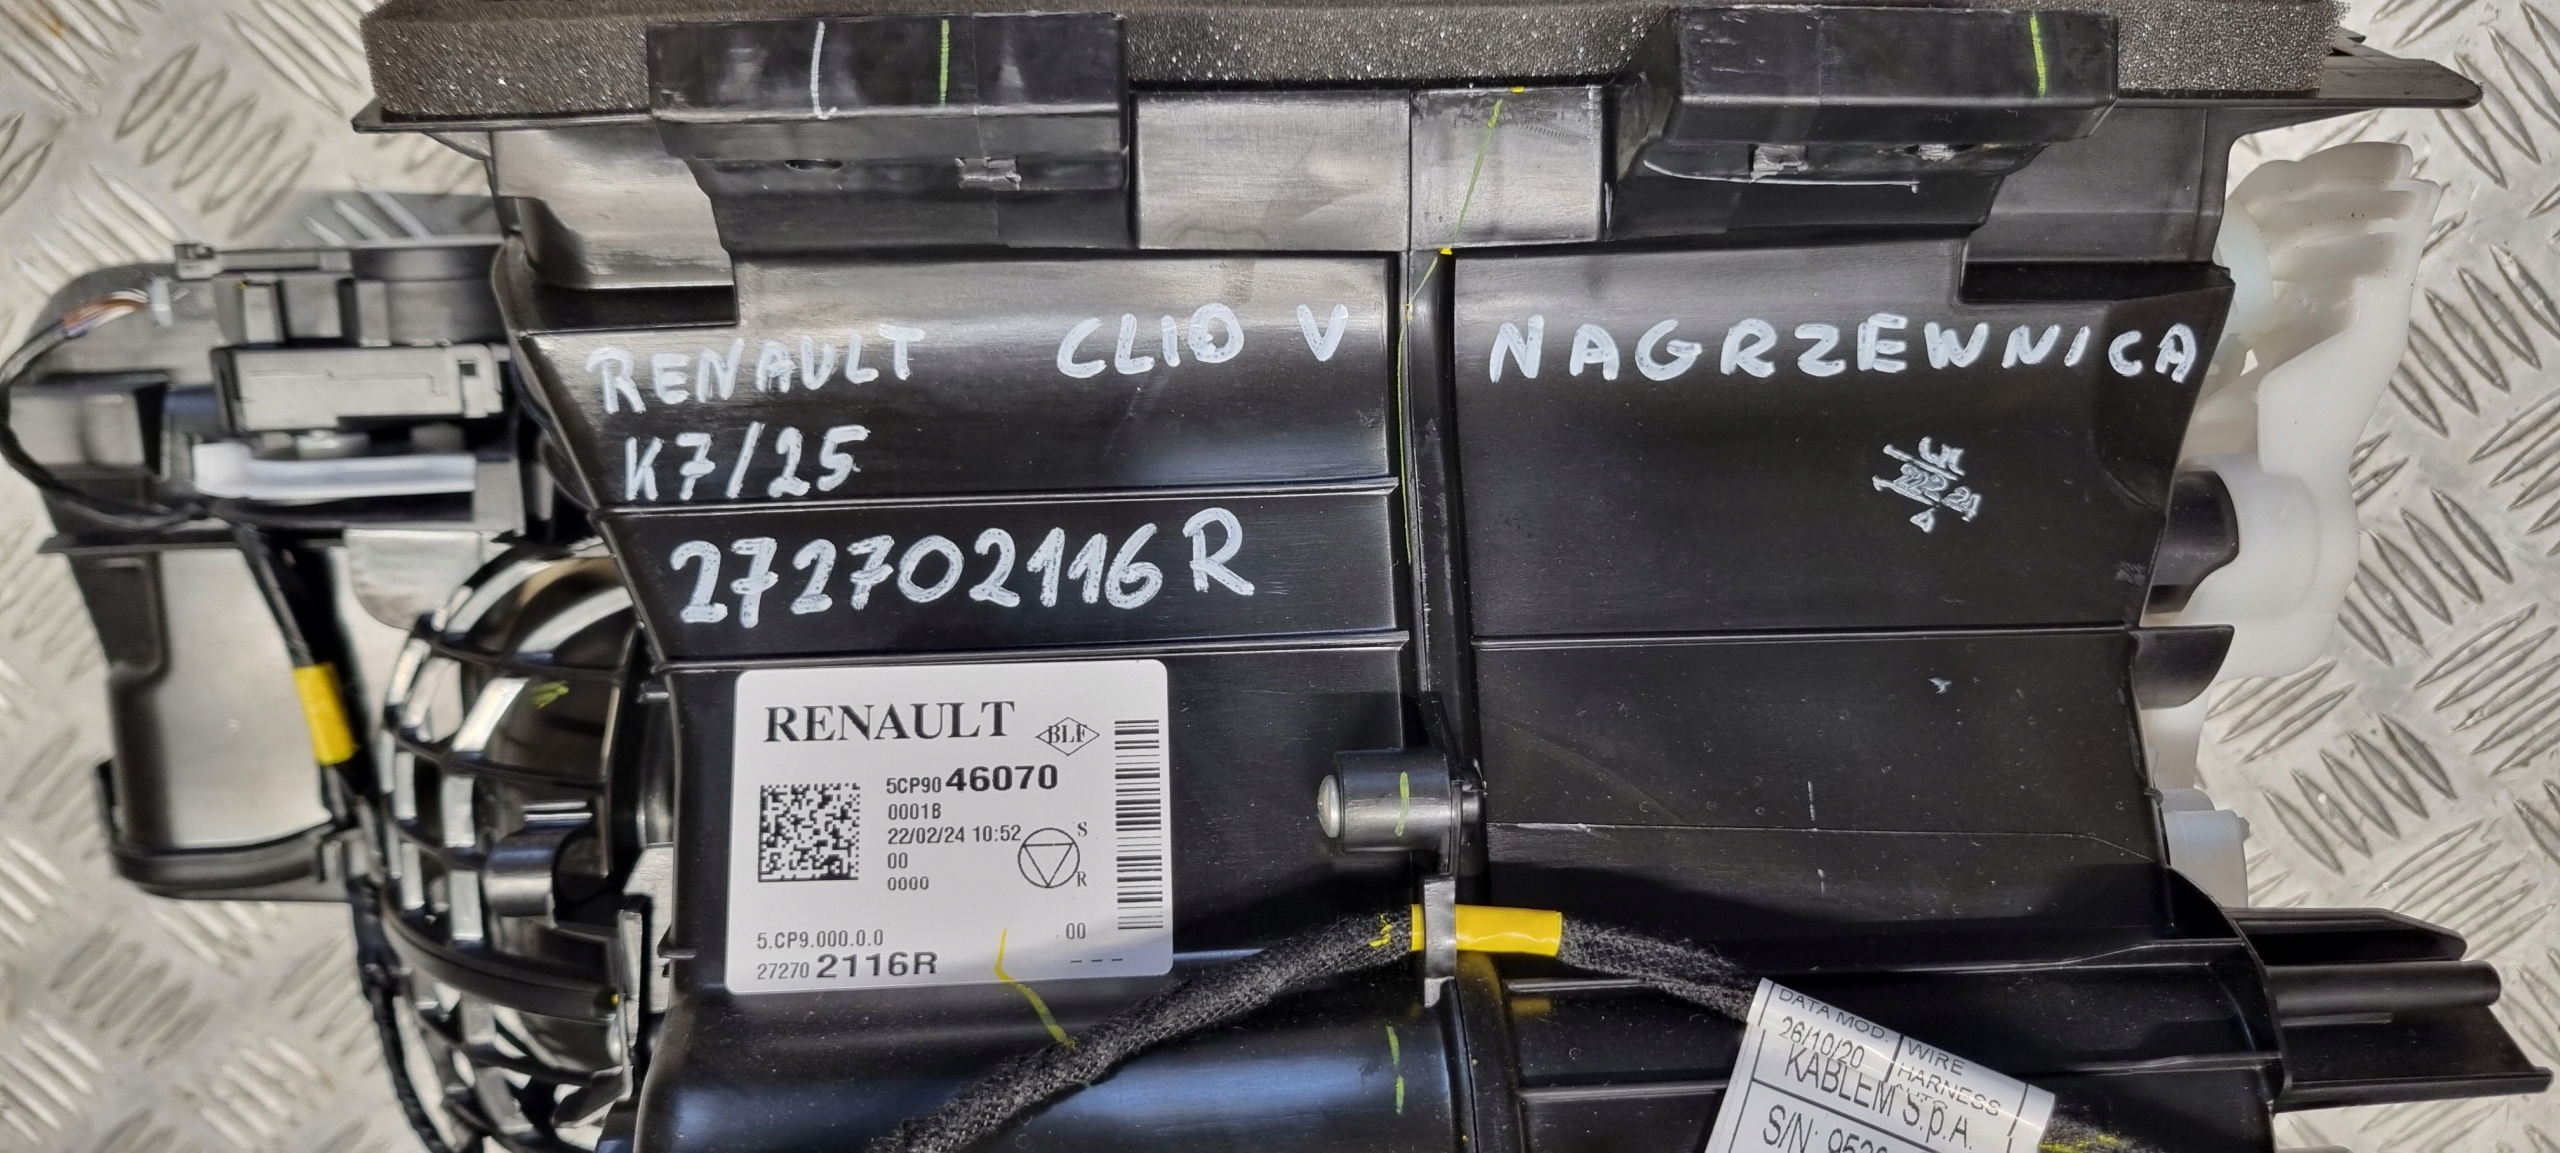 RENAULT CLIO V NAGRZEWNICA
K7/25
272702116R
RENAULT BLF
5CP90 46070
0001B
22/02/24 10:52
S
00
R
0000
5.CP9.000.0.0 00
27270 2116R ---
DATA MOD. WIRE
26/10/20 HARNESS
KABLEM S.p.A.
S/N: